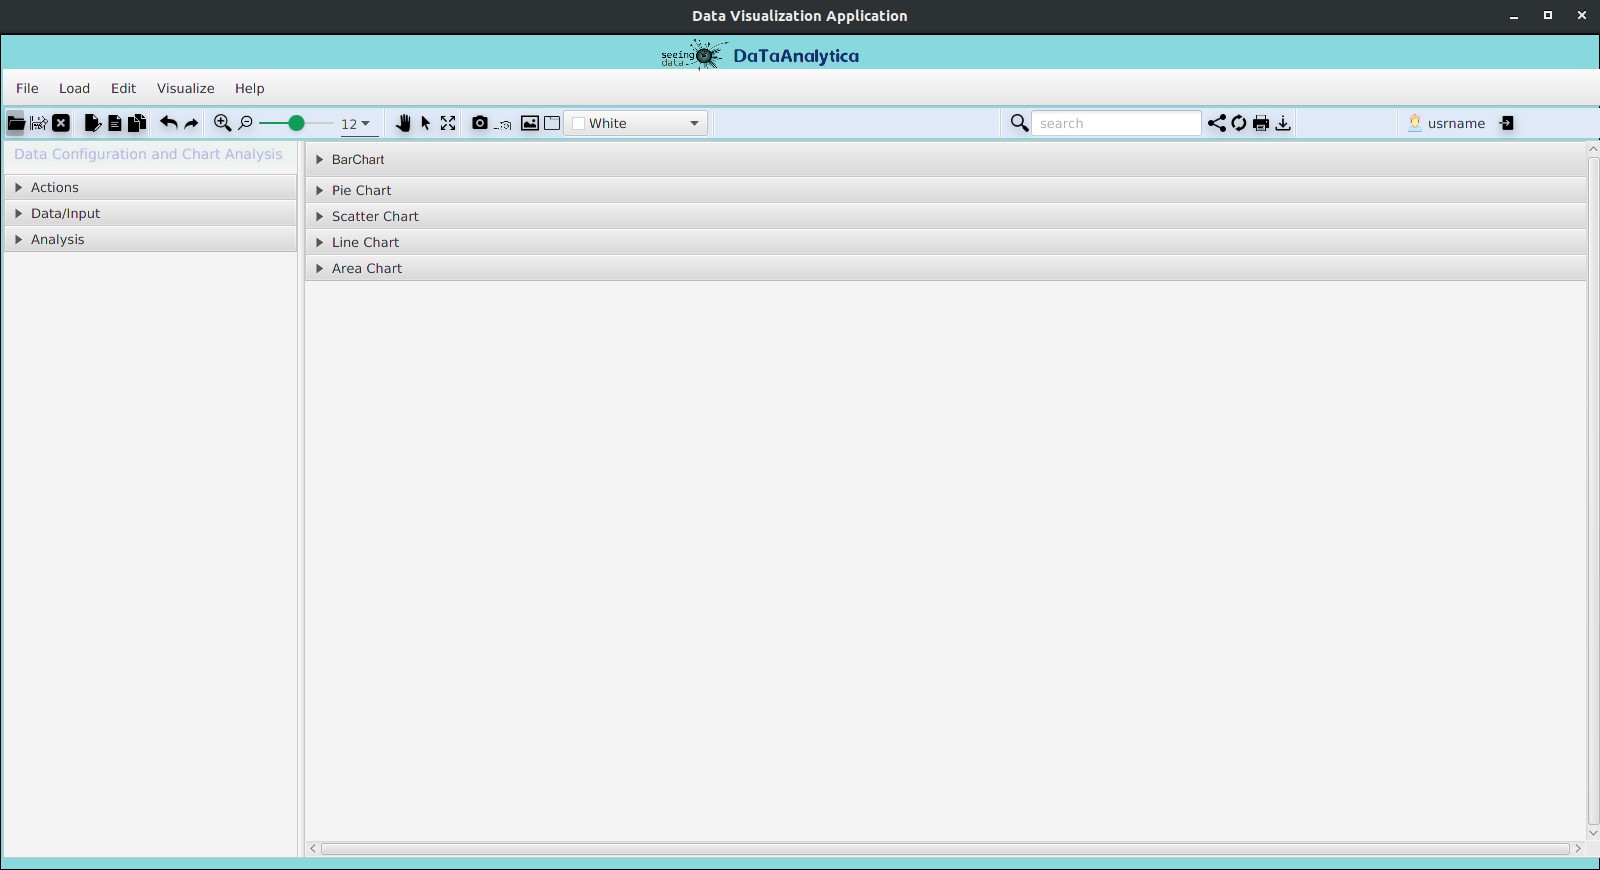 Data Visualization Application
seeing
data
DaTaAnalytica
File Load Edit Visualize Help
12 White search usrname
Data Configuration and Chart Analysis
Actions
Data/Input
Analysis
BarChart
Pie Chart
Scatter Chart
Line Chart
Area Chart